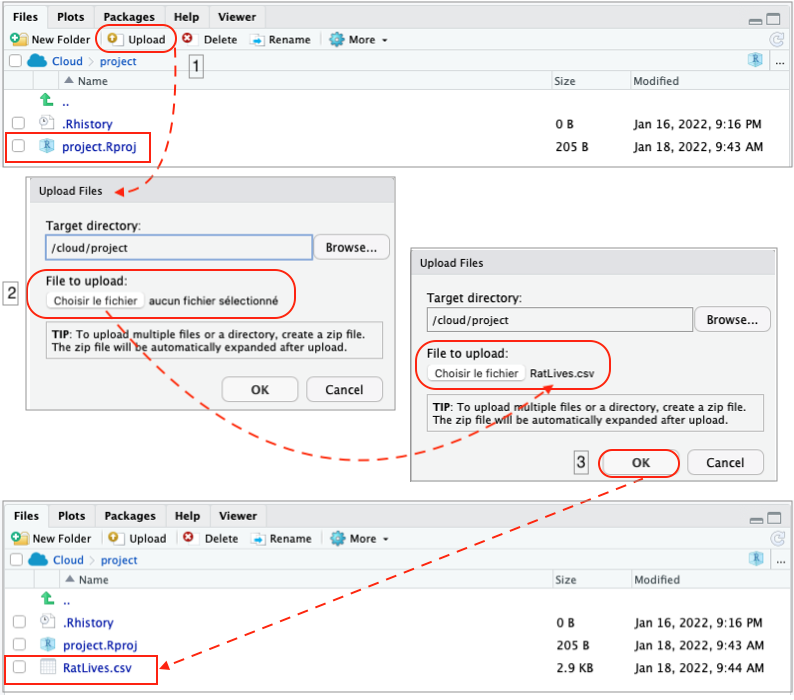 Files Plots Packages Help Viewer
New Folder Upload Delete Rename More
Cloud project ...
1
Name Size Modified
..
.Rhistory 0 B Jan 16, 2022, 9:16 PM
project.Rproj 205 B Jan 18, 2022, 9:43 AM
Upload Files
Target directory:
/cloud/project Browse...
2
File to upload:
Choisir le fichier aucun fichier sélectionné
TIP: To upload multiple files or a directory, create a zip file.
The zip file will be automatically expanded after upload.
OK Cancel
Upload Files
Target directory:
/cloud/project Browse...
File to upload:
Choisir le fichier RatLives.csv
TIP: To upload multiple files or a directory, create a zip file.
The zip file will be automatically expanded after upload.
3 OK Cancel
Files Plots Packages Help Viewer
New Folder Upload Delete Rename More
Cloud project ...
Name Size Modified
..
.Rhistory 0 B Jan 16, 2022, 9:16 PM
project.Rproj 205 B Jan 18, 2022, 9:43 AM
RatLives.csv 2.9 KB Jan 18, 2022, 9:44 AM